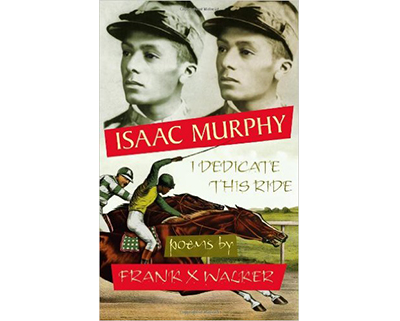 ISAAC MURPHY
I DEDICATE
THIS RIDE
poems by
FRANK X WALKER